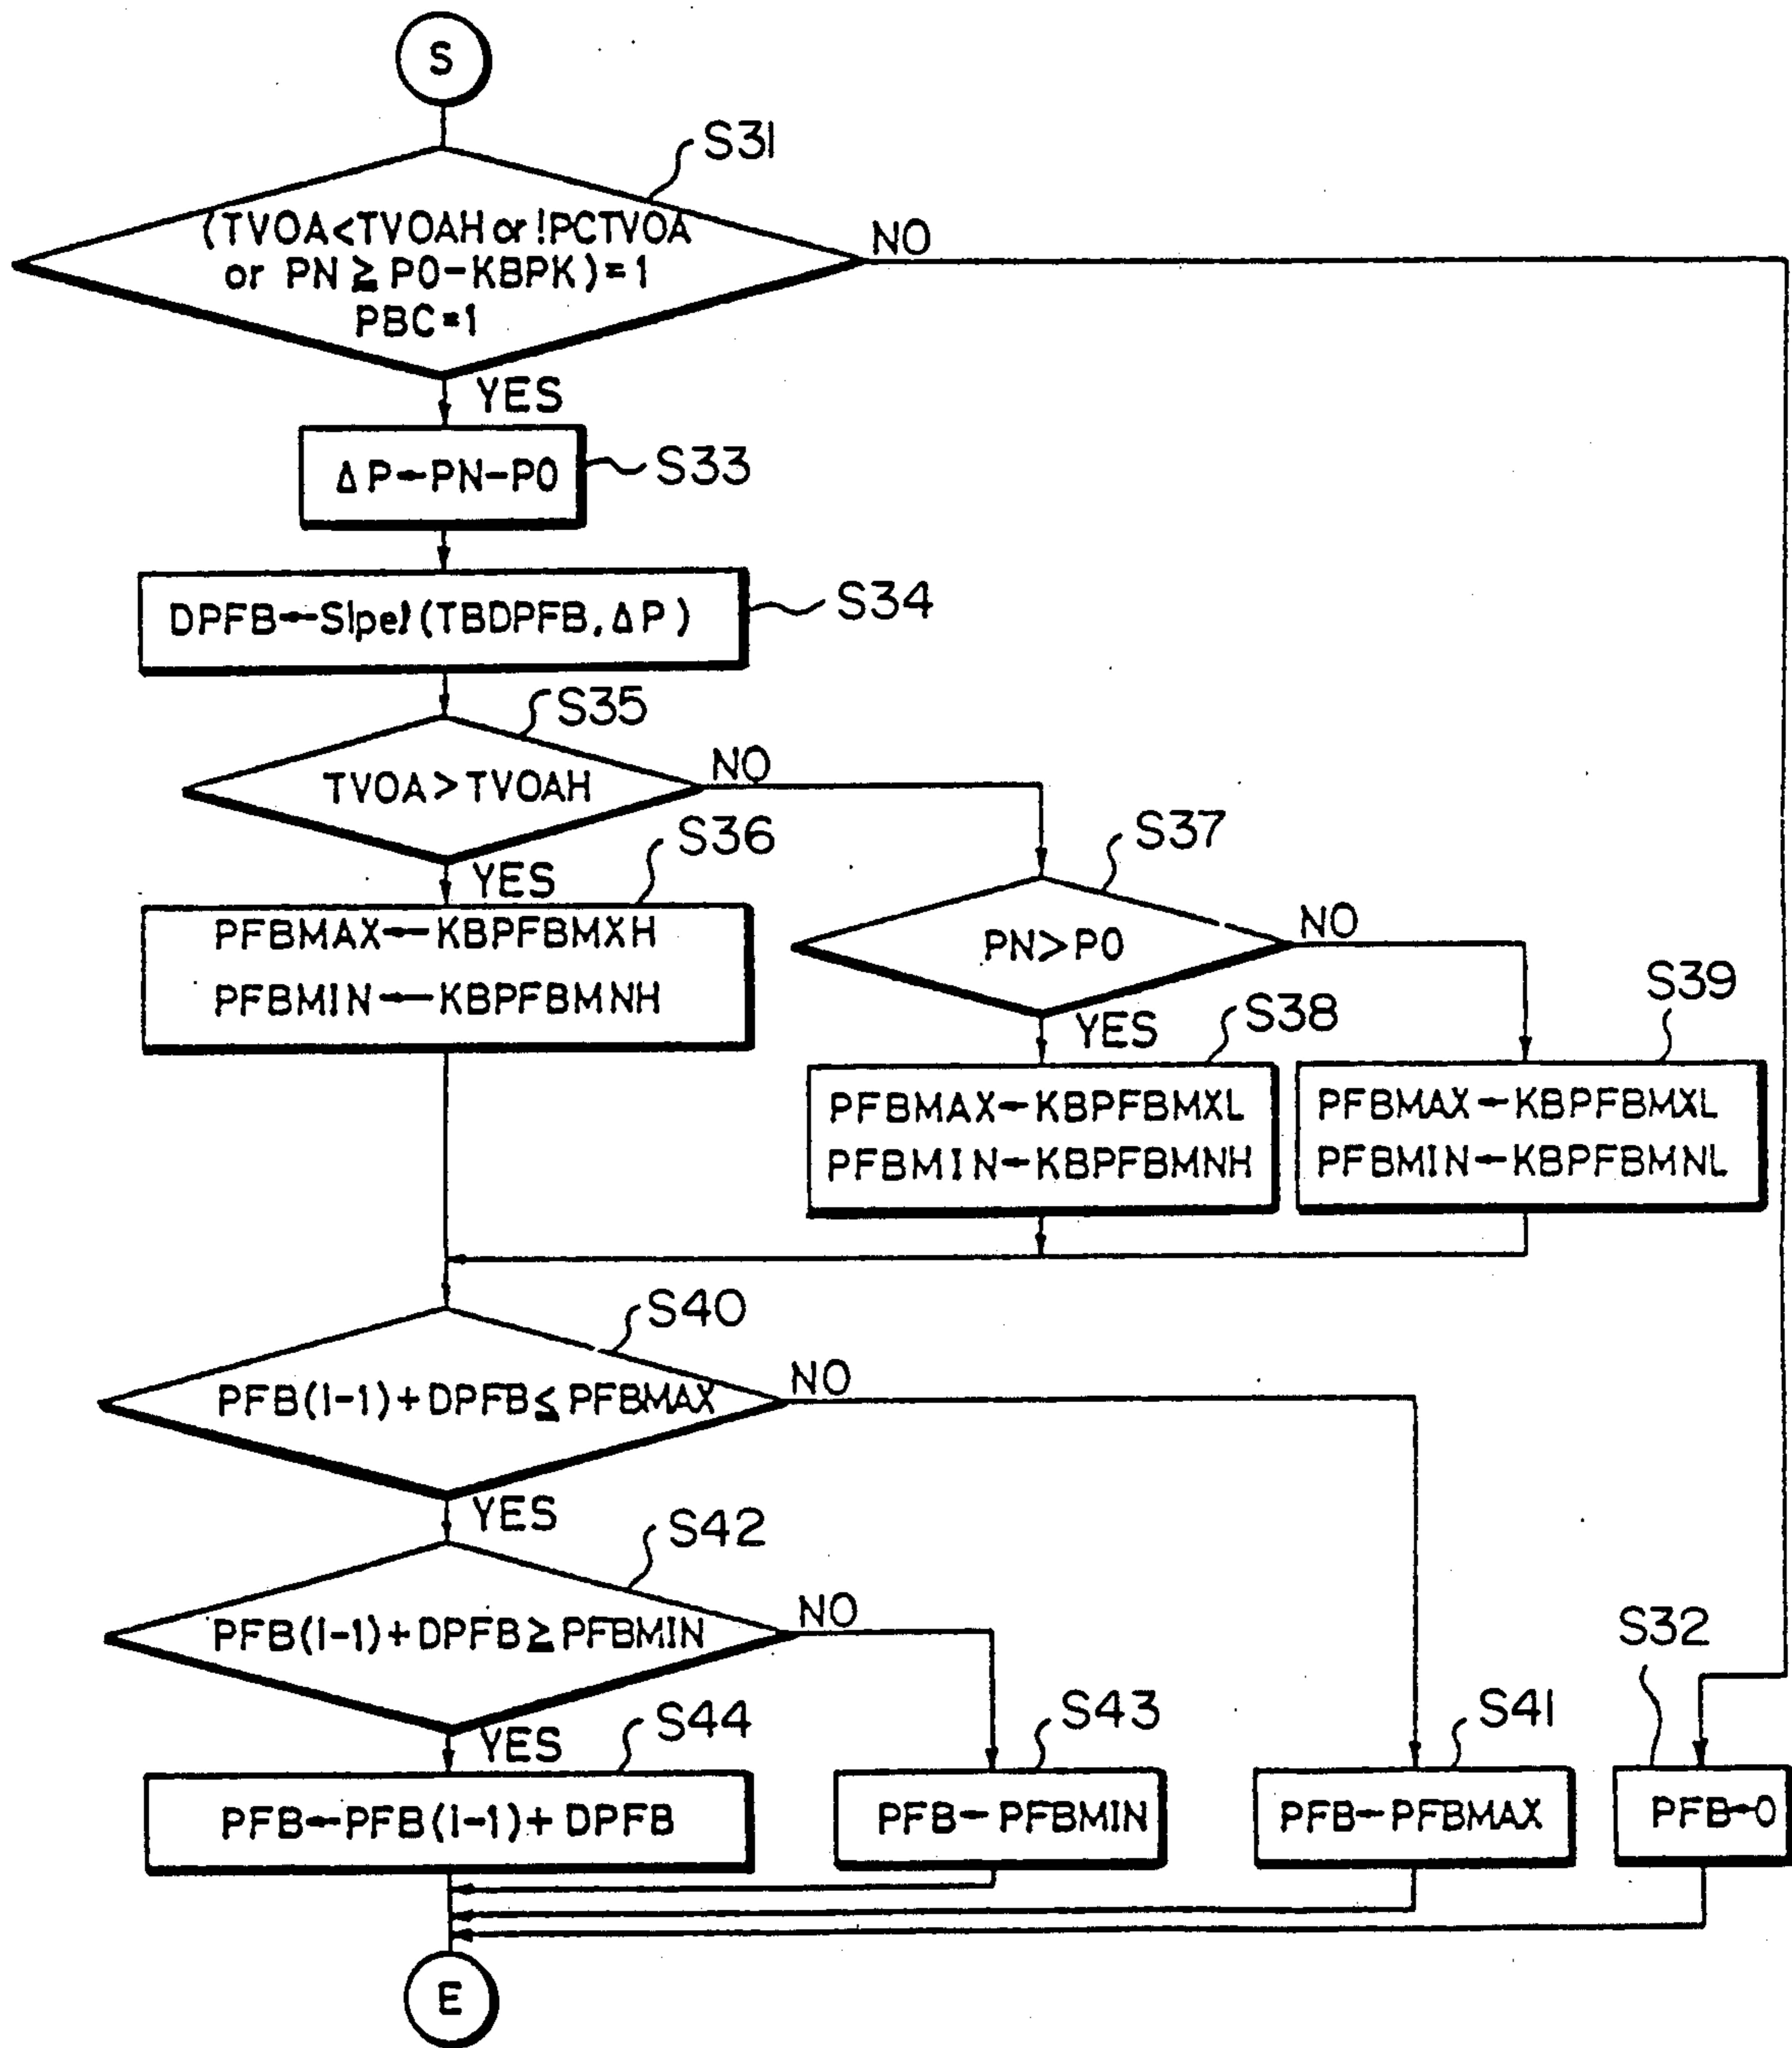 S
S31
(TVOA<TVOAH or !PCTVOA
or PN ≧ PO-KBPK)=1
PBC=1
NO
YES
ΔP←PN-PO
S33
DPFB←Slpel(TBDPFB,ΔP)
S34
S35
TVOA>TVOAH
NO
YES
S36
PFBMAX←KBPFBMXH
PFBMIN←KBPFBMNH
S37
PN>PO
NO
YES
S38
PFBMAX←KBPFBMXL
PFBMIN←KBPFBMNH
S39
PFBMAX←KBPFBMXL
PFBMIN←KBPFBMNL
S40
PFB(I-1)+DPFB≦PFBMAX
NO
YES
S42
PFB(I-1)+DPFB≧PFBMIN
NO
YES
S44
PFB←PFB(I-1)+DPFB
S43
PFB←PFBMIN
S41
PFB←PFBMAX
S32
PFB←0
E